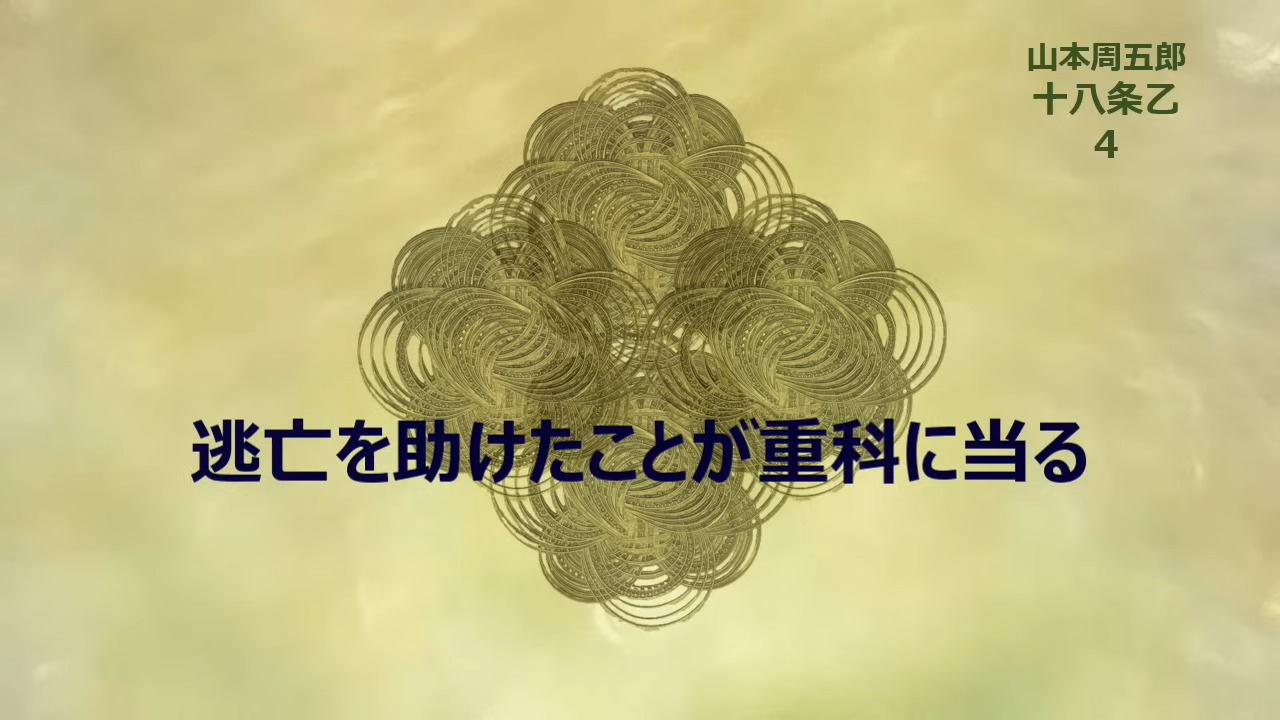 山本周五郎
十八条乙
4
逃亡を助けたことが重科に当る